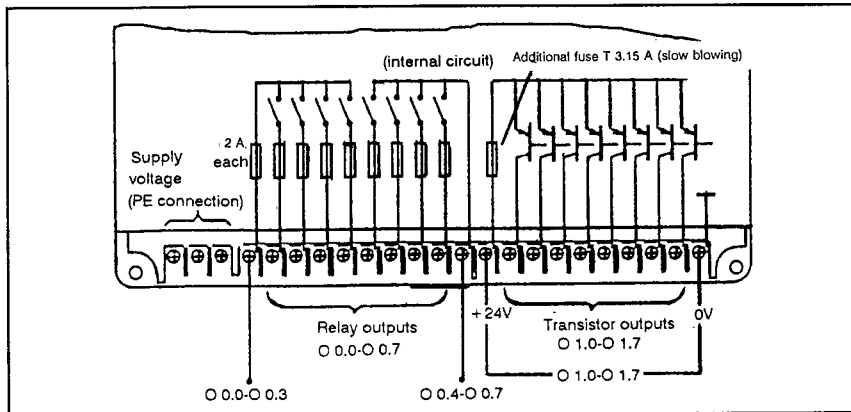 (internal circuit)
Additional fuse T 3.15 A (slow blowing)
2 A
each
Supply
voltage
(PE connection)
Relay outputs
O 0.0-O 0.7
+24V
Transistor outputs
O 1.0-O 1.7
0V
O 1.0-O 1.7
O 0.0-O 0.3
O 0.4-O 0.7